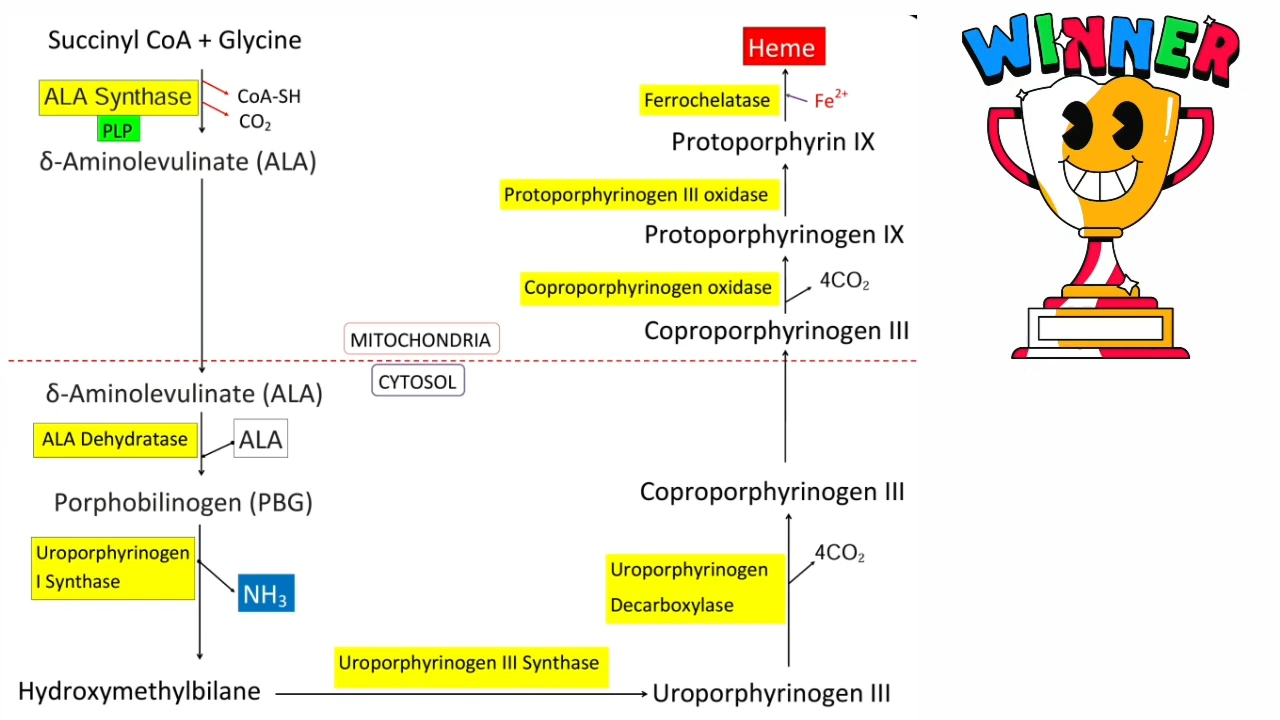 Succinyl CoA + Glycine
ALA Synthase
PLP
CoA-SH
CO₂
δ-Aminolevulinate (ALA)
MITOCHONDRIA
CYTOSOL
δ-Aminolevulinate (ALA)
ALA Dehydratase
ALA
Porphobilinogen (PBG)
Uroporphyrinogen
I Synthase
NH₃
Hydroxymethylbilane
Uroporphyrinogen III Synthase
Uroporphyrinogen III
Uroporphyrinogen
Decarboxylase
4CO₂
Coproporphyrinogen III
Coproporphyrinogen III
Coproporphyrinogen oxidase
4CO₂
Protoporphyrinogen IX
Protoporphyrinogen III oxidase
Protoporphyrin IX
Ferrochelatase
Fe²⁺
Heme
WINNER